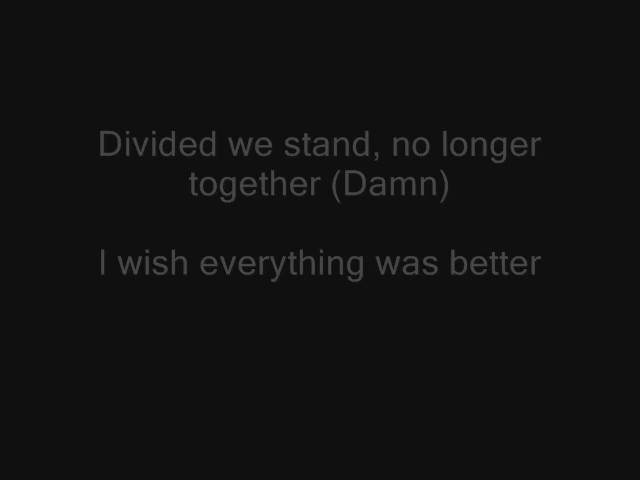 Divided we stand, no longer
together (Damn)
I wish everything was better